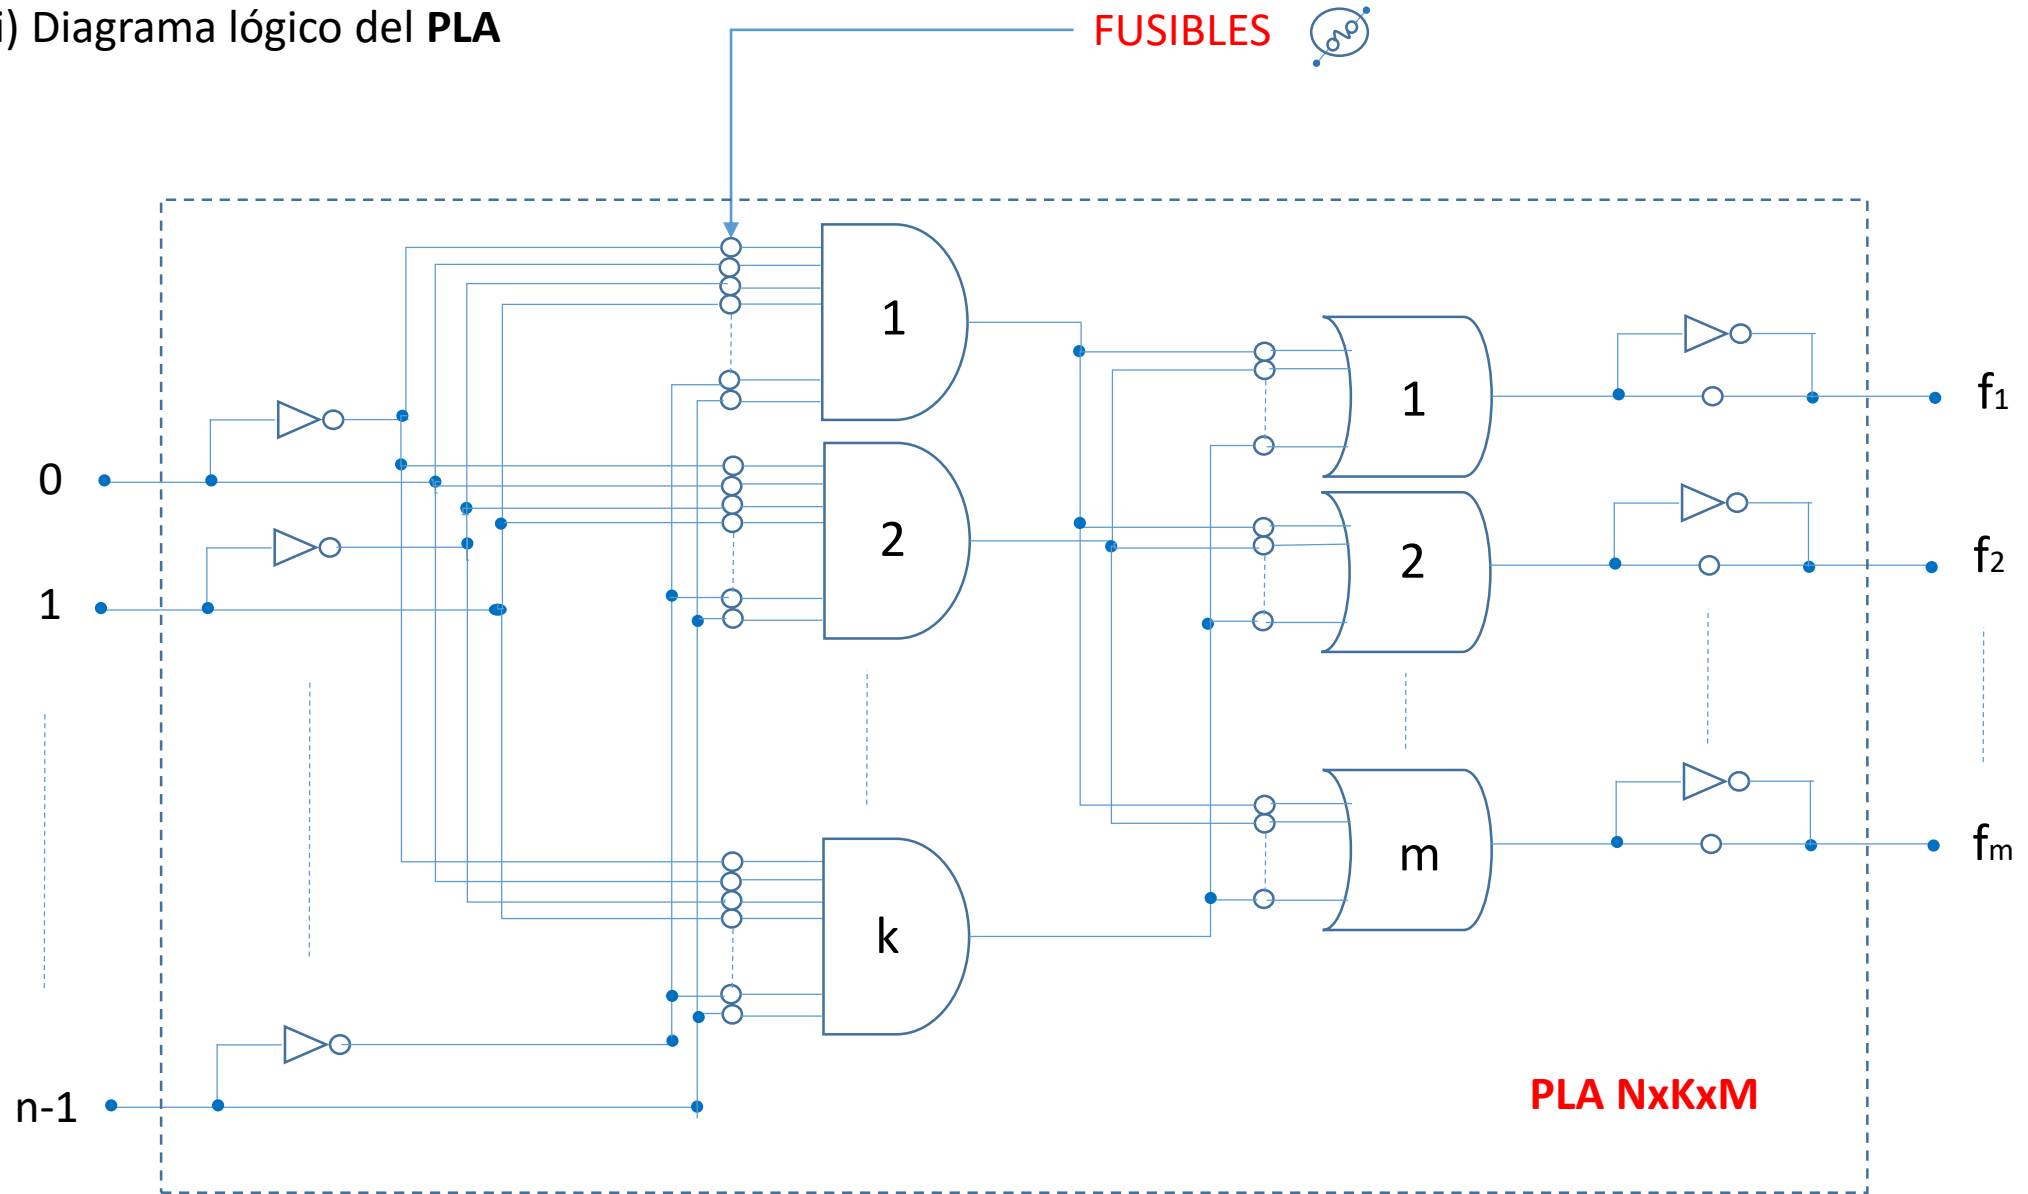 i) Diagrama lógico del PLA
FUSIBLES
1
1
f1
0
2
2
f2
1
k
m
fm
n-1
PLA NxKxM